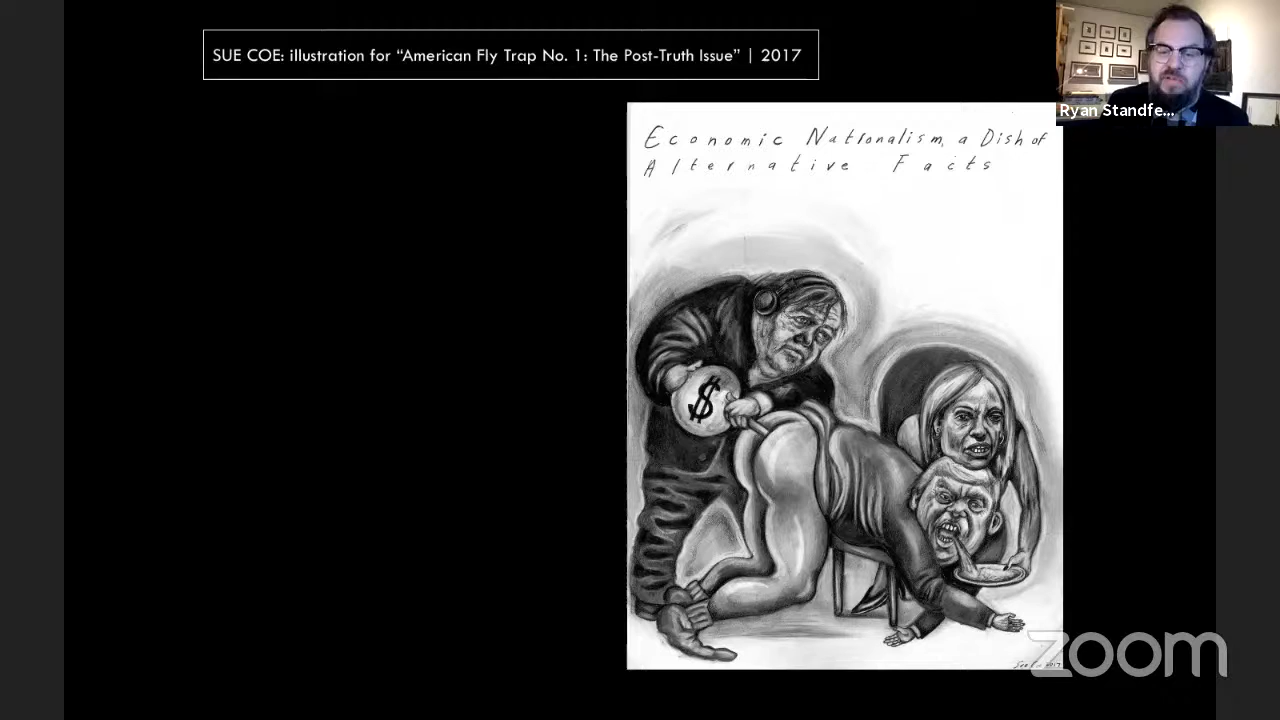 SUE COE: illustration for “American Fly Trap No. 1: The Post-Truth Issue” | 2017
Ryan Standfe...
Economic Nationalism, a Dish of
Alternative Facts
$
zoom